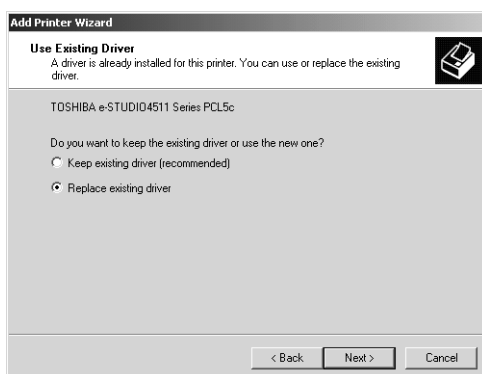 Add Printer Wizard
Use Existing Driver
A driver is already installed for this printer. You can use or replace the existing
driver.
TOSHIBA e-STUDIO4511 Series PCL5c
Do you want to keep the existing driver or use the new one?
Keep existing driver (recommended)
Replace existing driver
< Back Next > Cancel